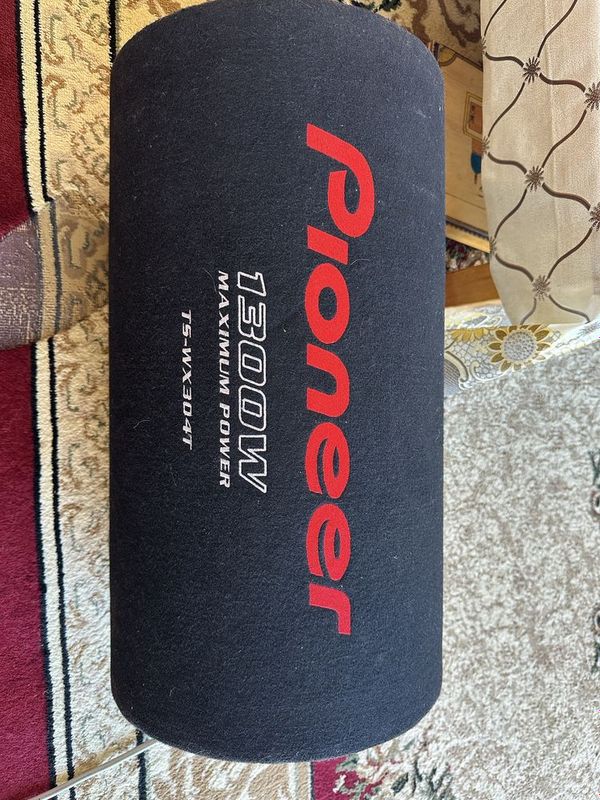 Pioneer
1300W
MAXIMUM POWER
TS-WX304T